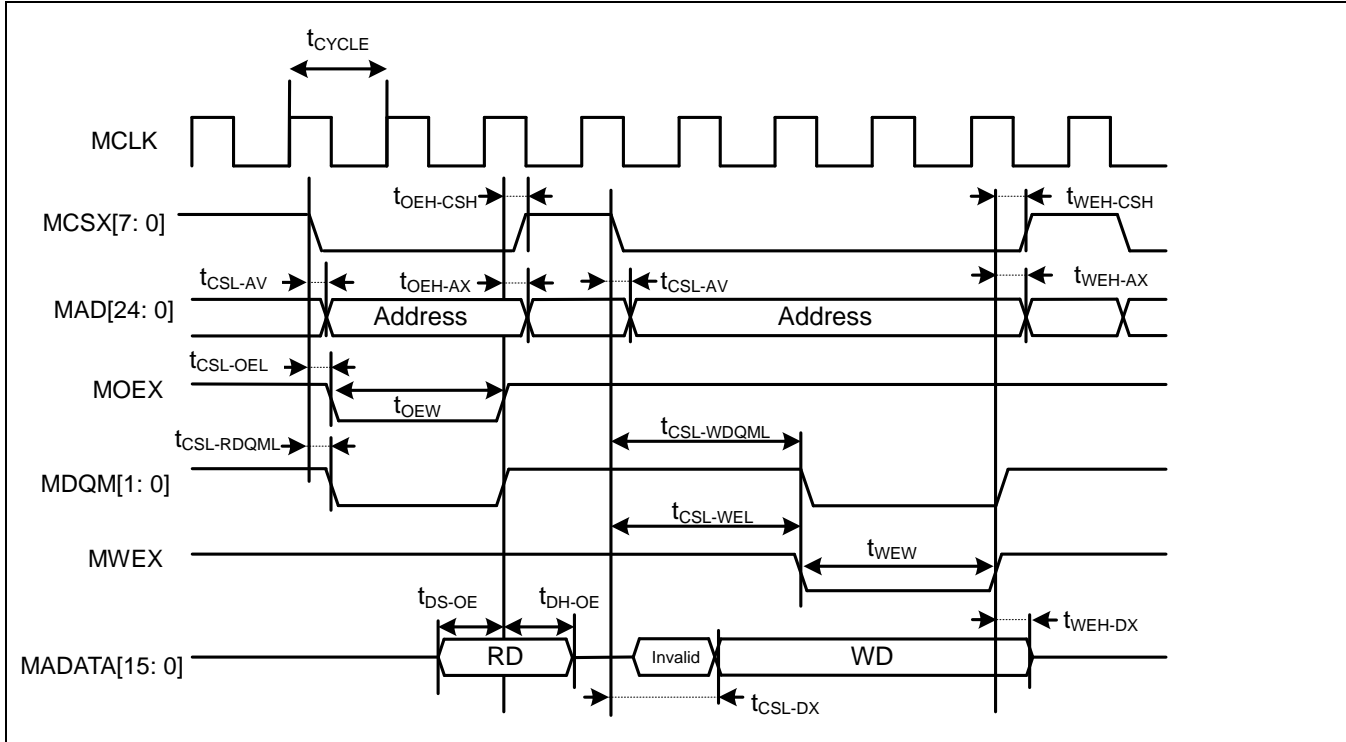 tCYCLE
MCLK
tOEH-CSH
tWEH-CSH
MCSX[7: 0]
tCSL-AV
tOEH-AX
tCSL-AV
tWEH-AX
MAD[24: 0]
Address
Address
tCSL-OEL
MOEX
tOEW
tCSL-RDQML
tCSL-WDQML
MDQM[1: 0]
tCSL-WEL
MWEX
tWEW
tDS-OE
tDH-OE
tWEH-DX
MADATA[15: 0]
RD
Invalid
WD
tCSL-DX